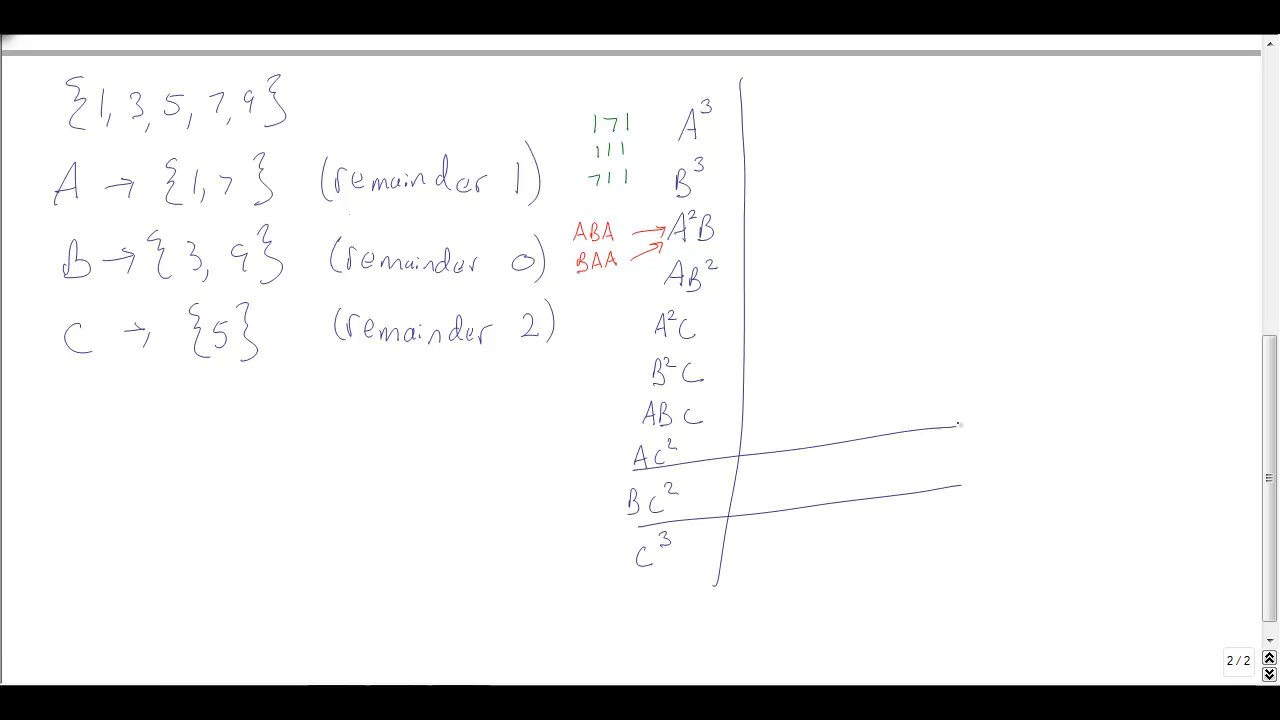 {1, 3, 5, 7, 9}
A → {1, 7} (remainder 1)
B → {3, 9} (remainder 0)
C → {5} (remainder 2)
171
111
711
ABA
BAA
A³
B³
A²B
AB²
A²C
B²C
ABC
AC²
BC²
C³
2 / 2